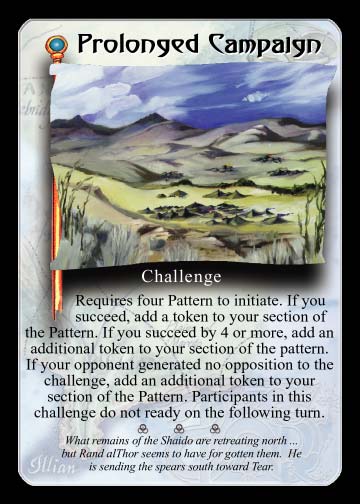 Prolonged Campaign
Challenge
Requires four Pattern to initiate. If you
succeed, add a token to your section of
the Pattern. If you succeed by 4 or more, add an
additional token to your section of the pattern.
If your opponent generated no opposition to the
challenge, add an additional token to your
section of the Pattern. Participants in this
challenge do not ready on the following turn.
What remains of the Shaido are retreating north ...
but Rand alThor seems to have for gotten them. He
is sending the spears south toward Tear.
Illian